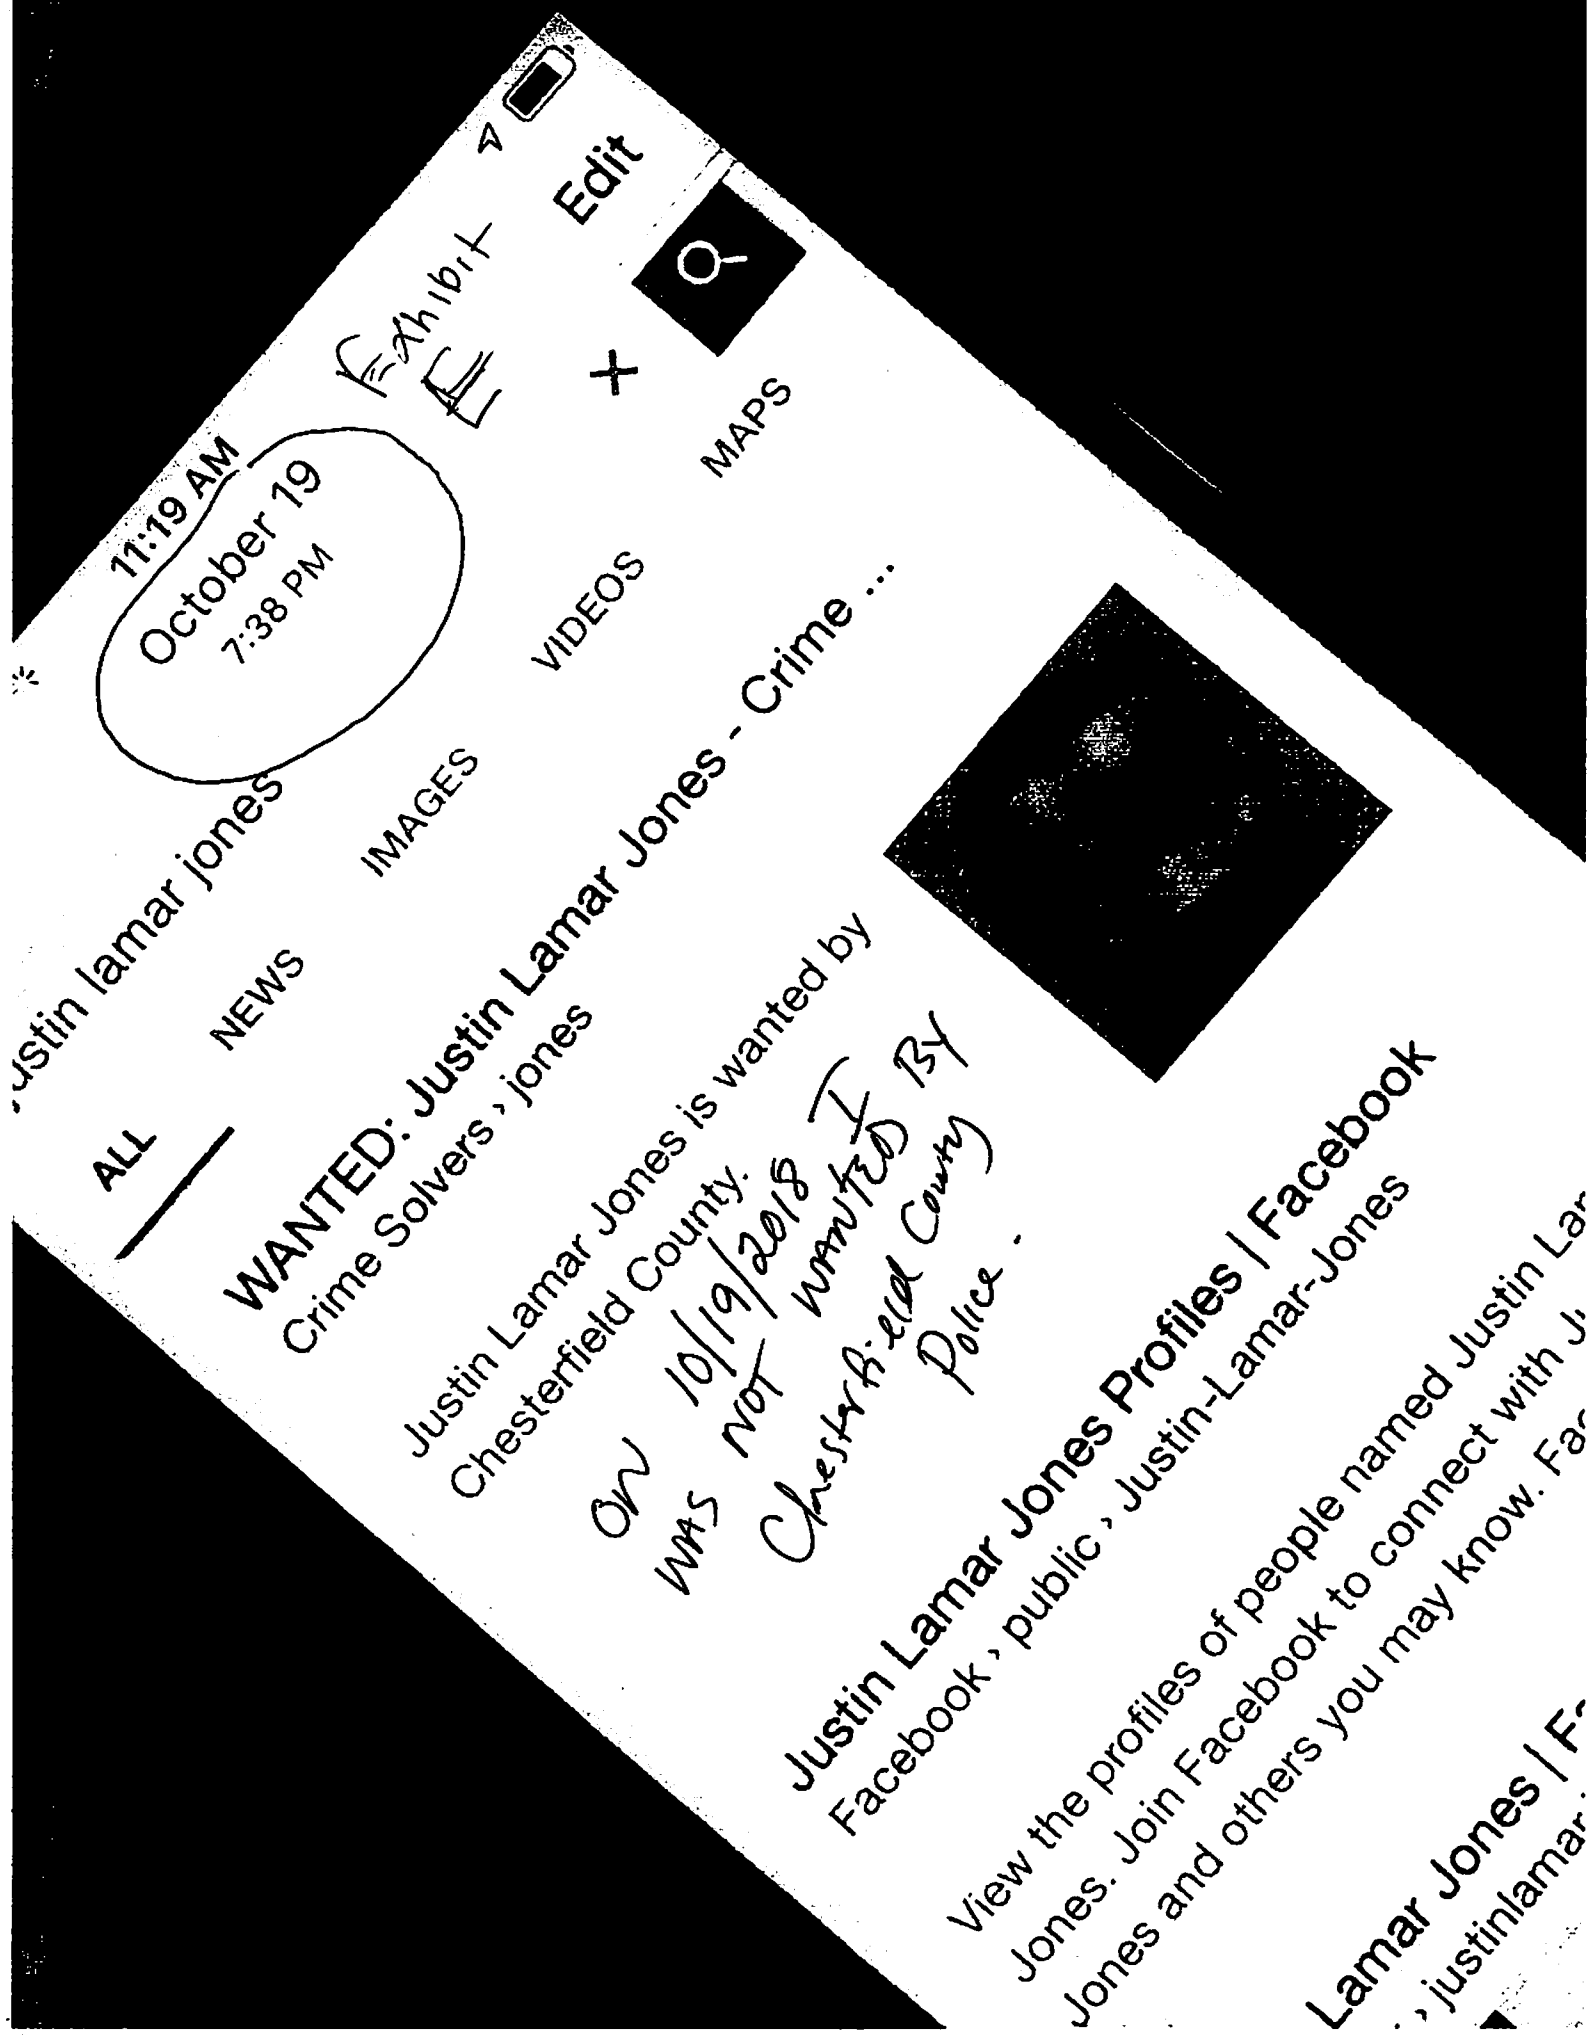 11:19 AM
October 19
7:38 PM
Edit
Exhibit
E
justin lamar jones
ALL
NEWS
IMAGES
VIDEOS
MAPS
WANTED: Justin Lamar Jones - Crime ...
Crime Solvers › jones
Justin Lamar Jones is wanted by
Chesterfield County.
ON 10/19/2018 I
WAS NOT WANTED BY
Chesterfield County
Police.
Justin Lamar Jones Profiles | Facebook
Facebook › public › Justin-Lamar-Jones
View the profiles of people named Justin Lar
Jones. Join Facebook to connect with
Jones and others you may know.
Lamar Jones |
› justinlamar